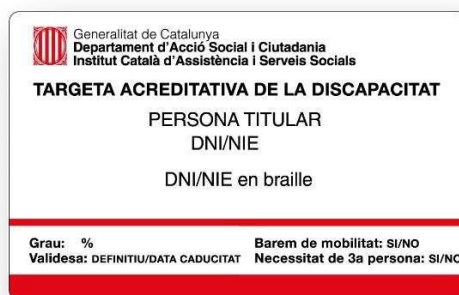 Generalitat de Catalunya
Departament d'Acció Social i Ciutadania
Institut Català d'Assistència i Serveis Socials
TARGETA ACREDITATIVA DE LA DISCAPACITAT
PERSONA TITULAR
DNI/NIE
DNI/NIE en braille
Grau: % Barem de mobilitat: SI/NO
Validesa: DEFINITIU/DATA CADUCITAT Necessitat de 3a persona: SI/NO